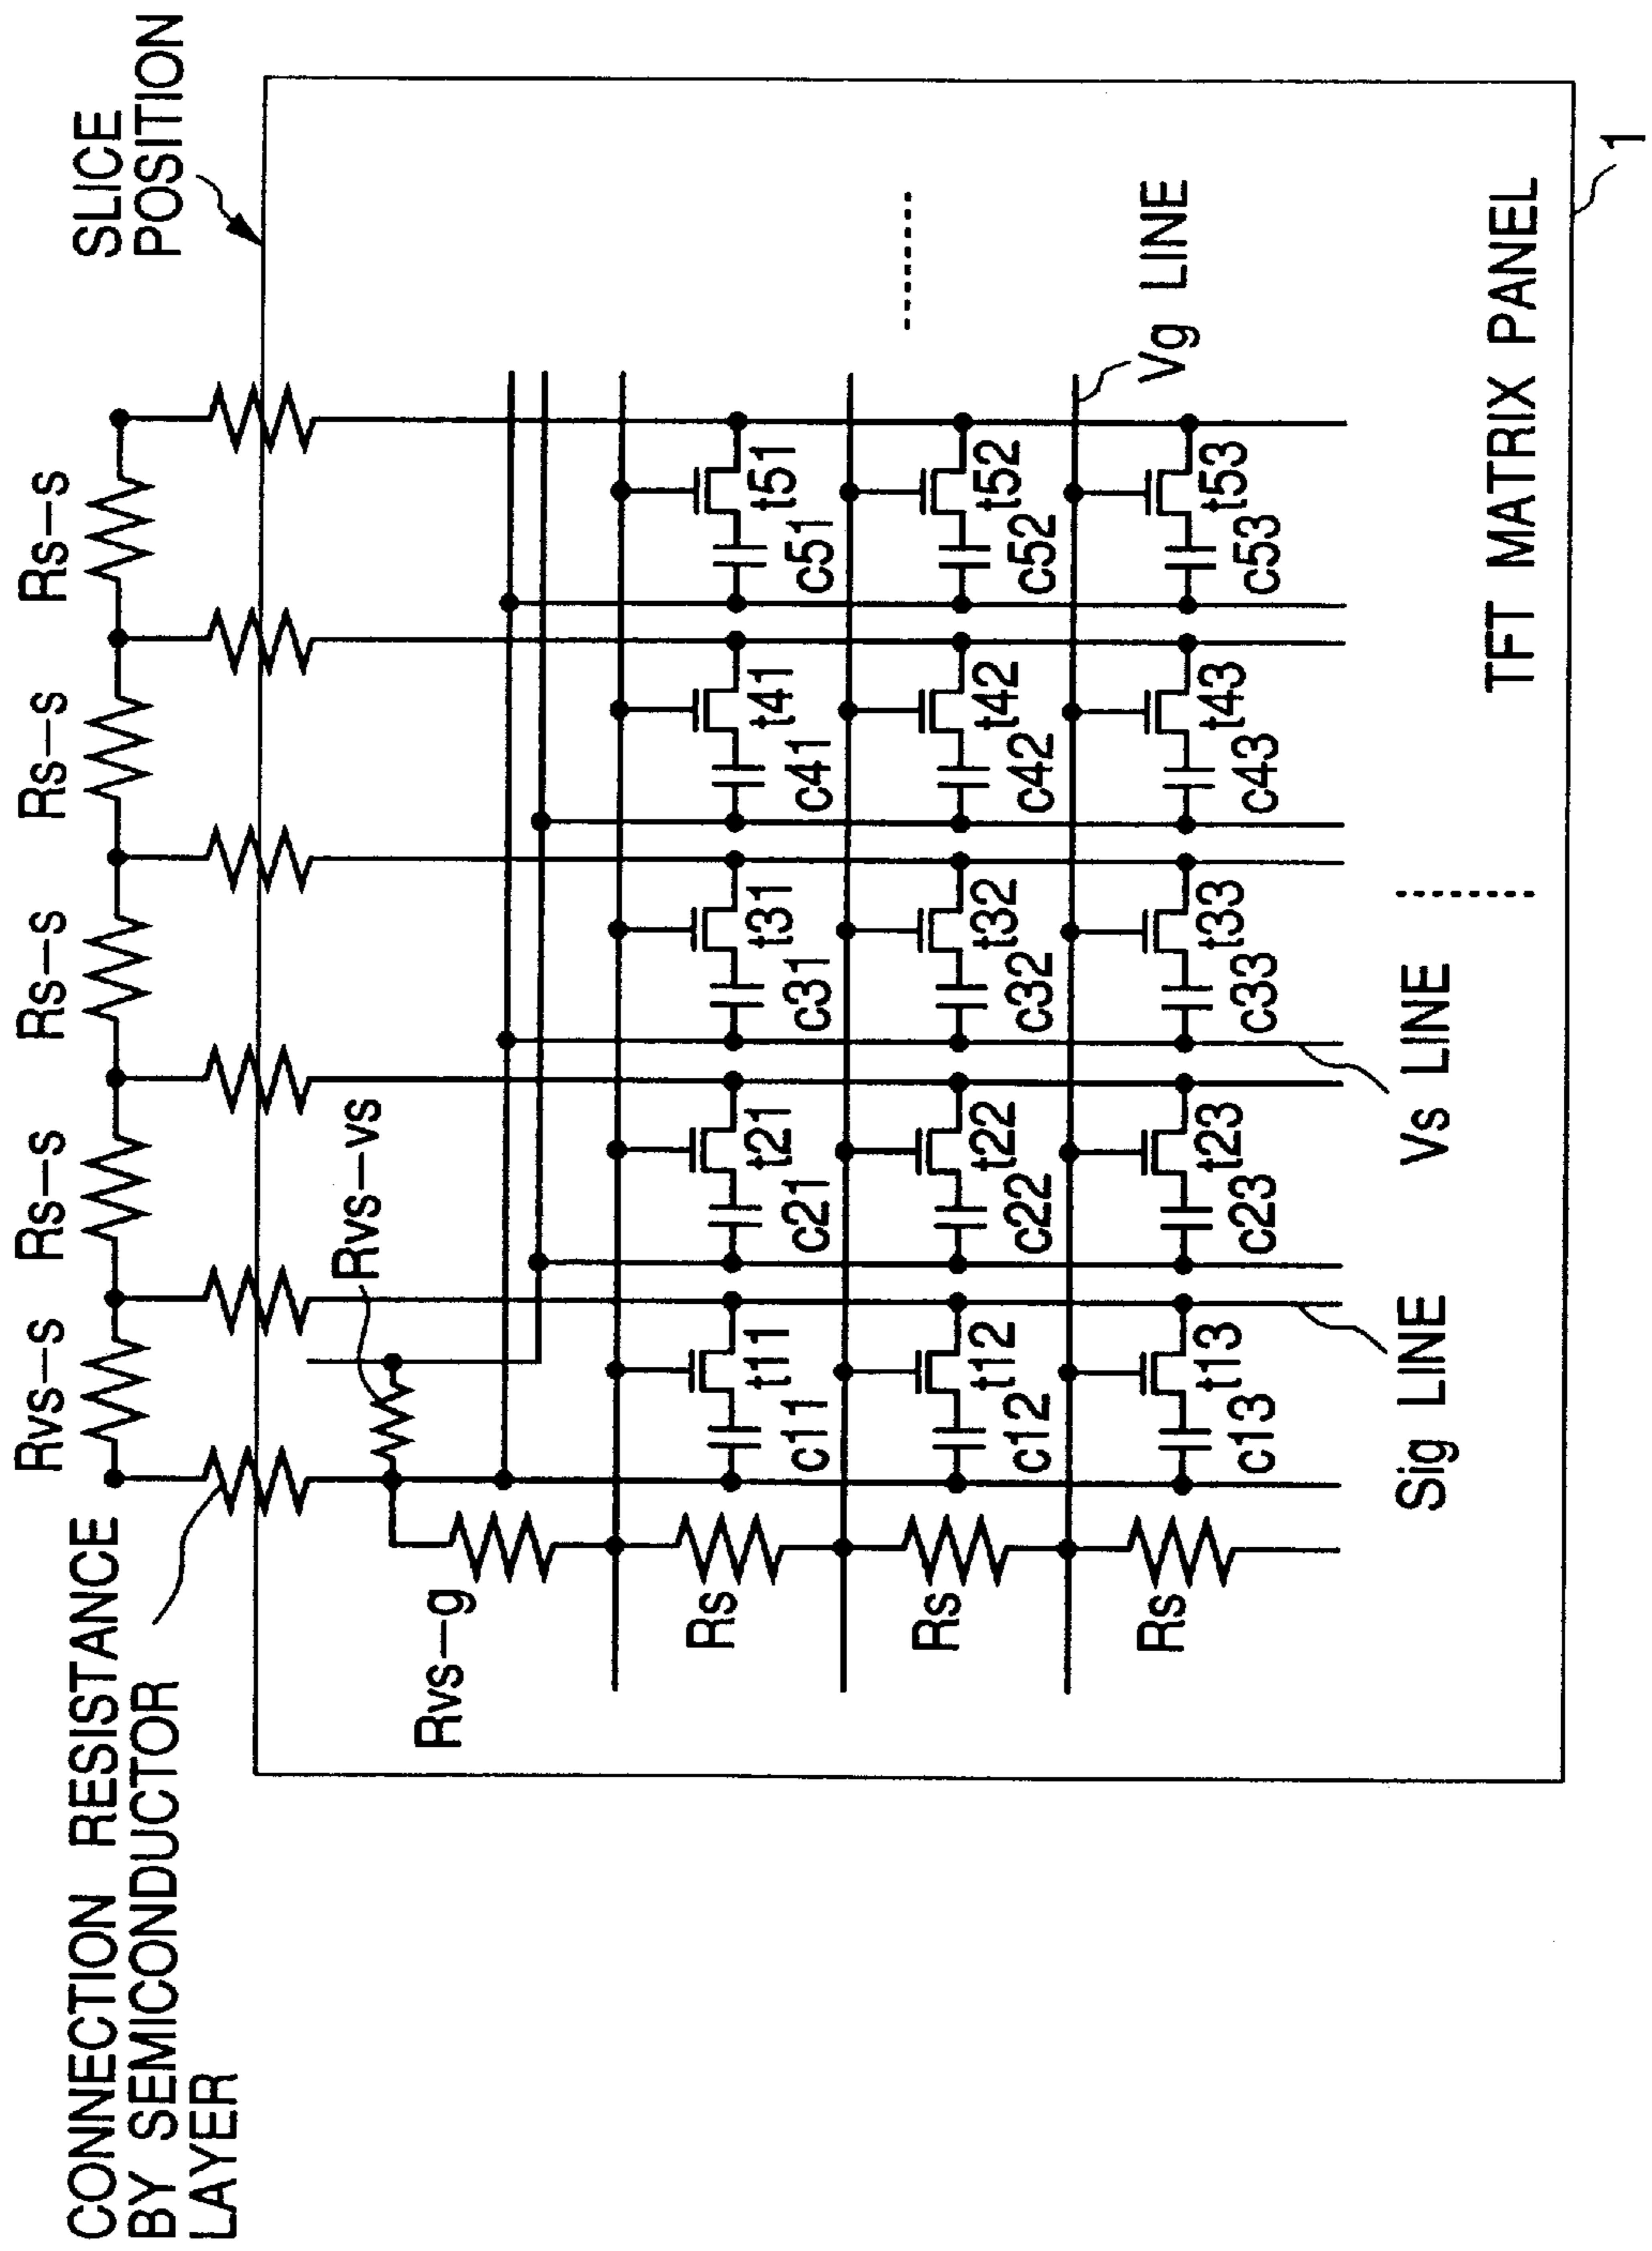 CONNECTION RESISTANCE
BY SEMICONDUCTOR
LAYER
Rvs-s
Rs-s
Rs-s
Rs-s
Rs-s
SLICE
POSITION
Rvs-vs
Rvs-g
Rs
Rs
Rs
c11
t11
c21
t21
c31
t31
c41
t41
c51
t51
c12
t12
c22
t22
c32
t32
c42
t42
c52
t52
c13
t13
c23
t23
c33
t33
c43
t43
c53
t53
Vg LINE
Sig LINE
Vs LINE
TFT MATRIX PANEL
1